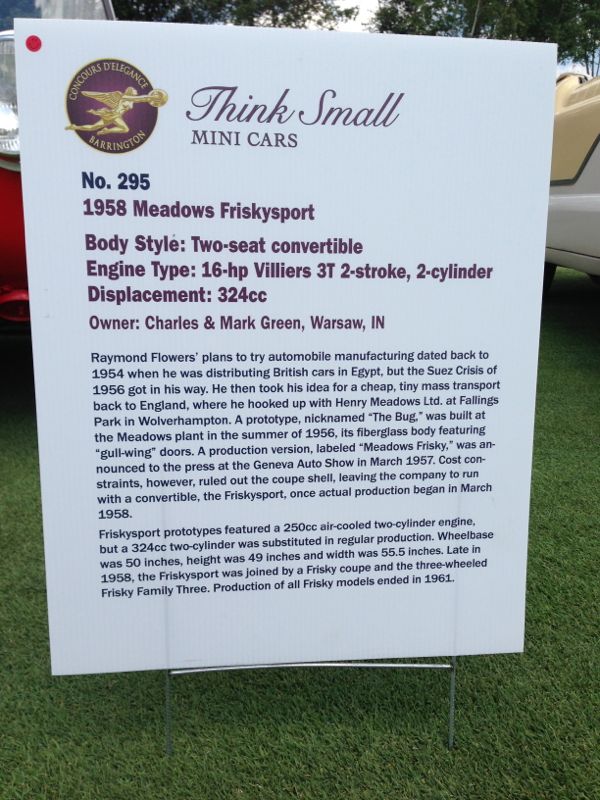 CONCOURS D'ELEGANCE
BARRINGTON
Think Small
MINI CARS
No. 295
1958 Meadows Friskysport
Body Style: Two-seat convertible
Engine Type: 16-hp Villiers 3T 2-stroke, 2-cylinder
Displacement: 324cc
Owner: Charles & Mark Green, Warsaw, IN
Raymond Flowers' plans to try automobile manufacturing dated back to
1954 when he was distributing British cars in Egypt, but the Suez Crisis of
1956 got in his way. He then took his idea for a cheap, tiny mass transport
back to England, where he hooked up with Henry Meadows Ltd. at Fallings
Park in Wolverhampton. A prototype, nicknamed "The Bug," was built at
the Meadows plant in the summer of 1956, its fiberglass body featuring
"gull-wing" doors. A production version, labeled "Meadows Frisky," was an-
nounced to the press at the Geneva Auto Show in March 1957. Cost con-
straints, however, ruled out the coupe shell, leaving the company to run
with a convertible, the Friskysport, once actual production began in March
1958.
Friskysport prototypes featured a 250cc air-cooled two-cylinder engine,
but a 324cc two-cylinder was substituted in regular production. Wheelbase
was 50 inches, height was 49 inches and width was 55.5 inches. Late in
1958, the Friskysport was joined by a Frisky coupe and the three-wheeled
Frisky Family Three. Production of all Frisky models ended in 1961.